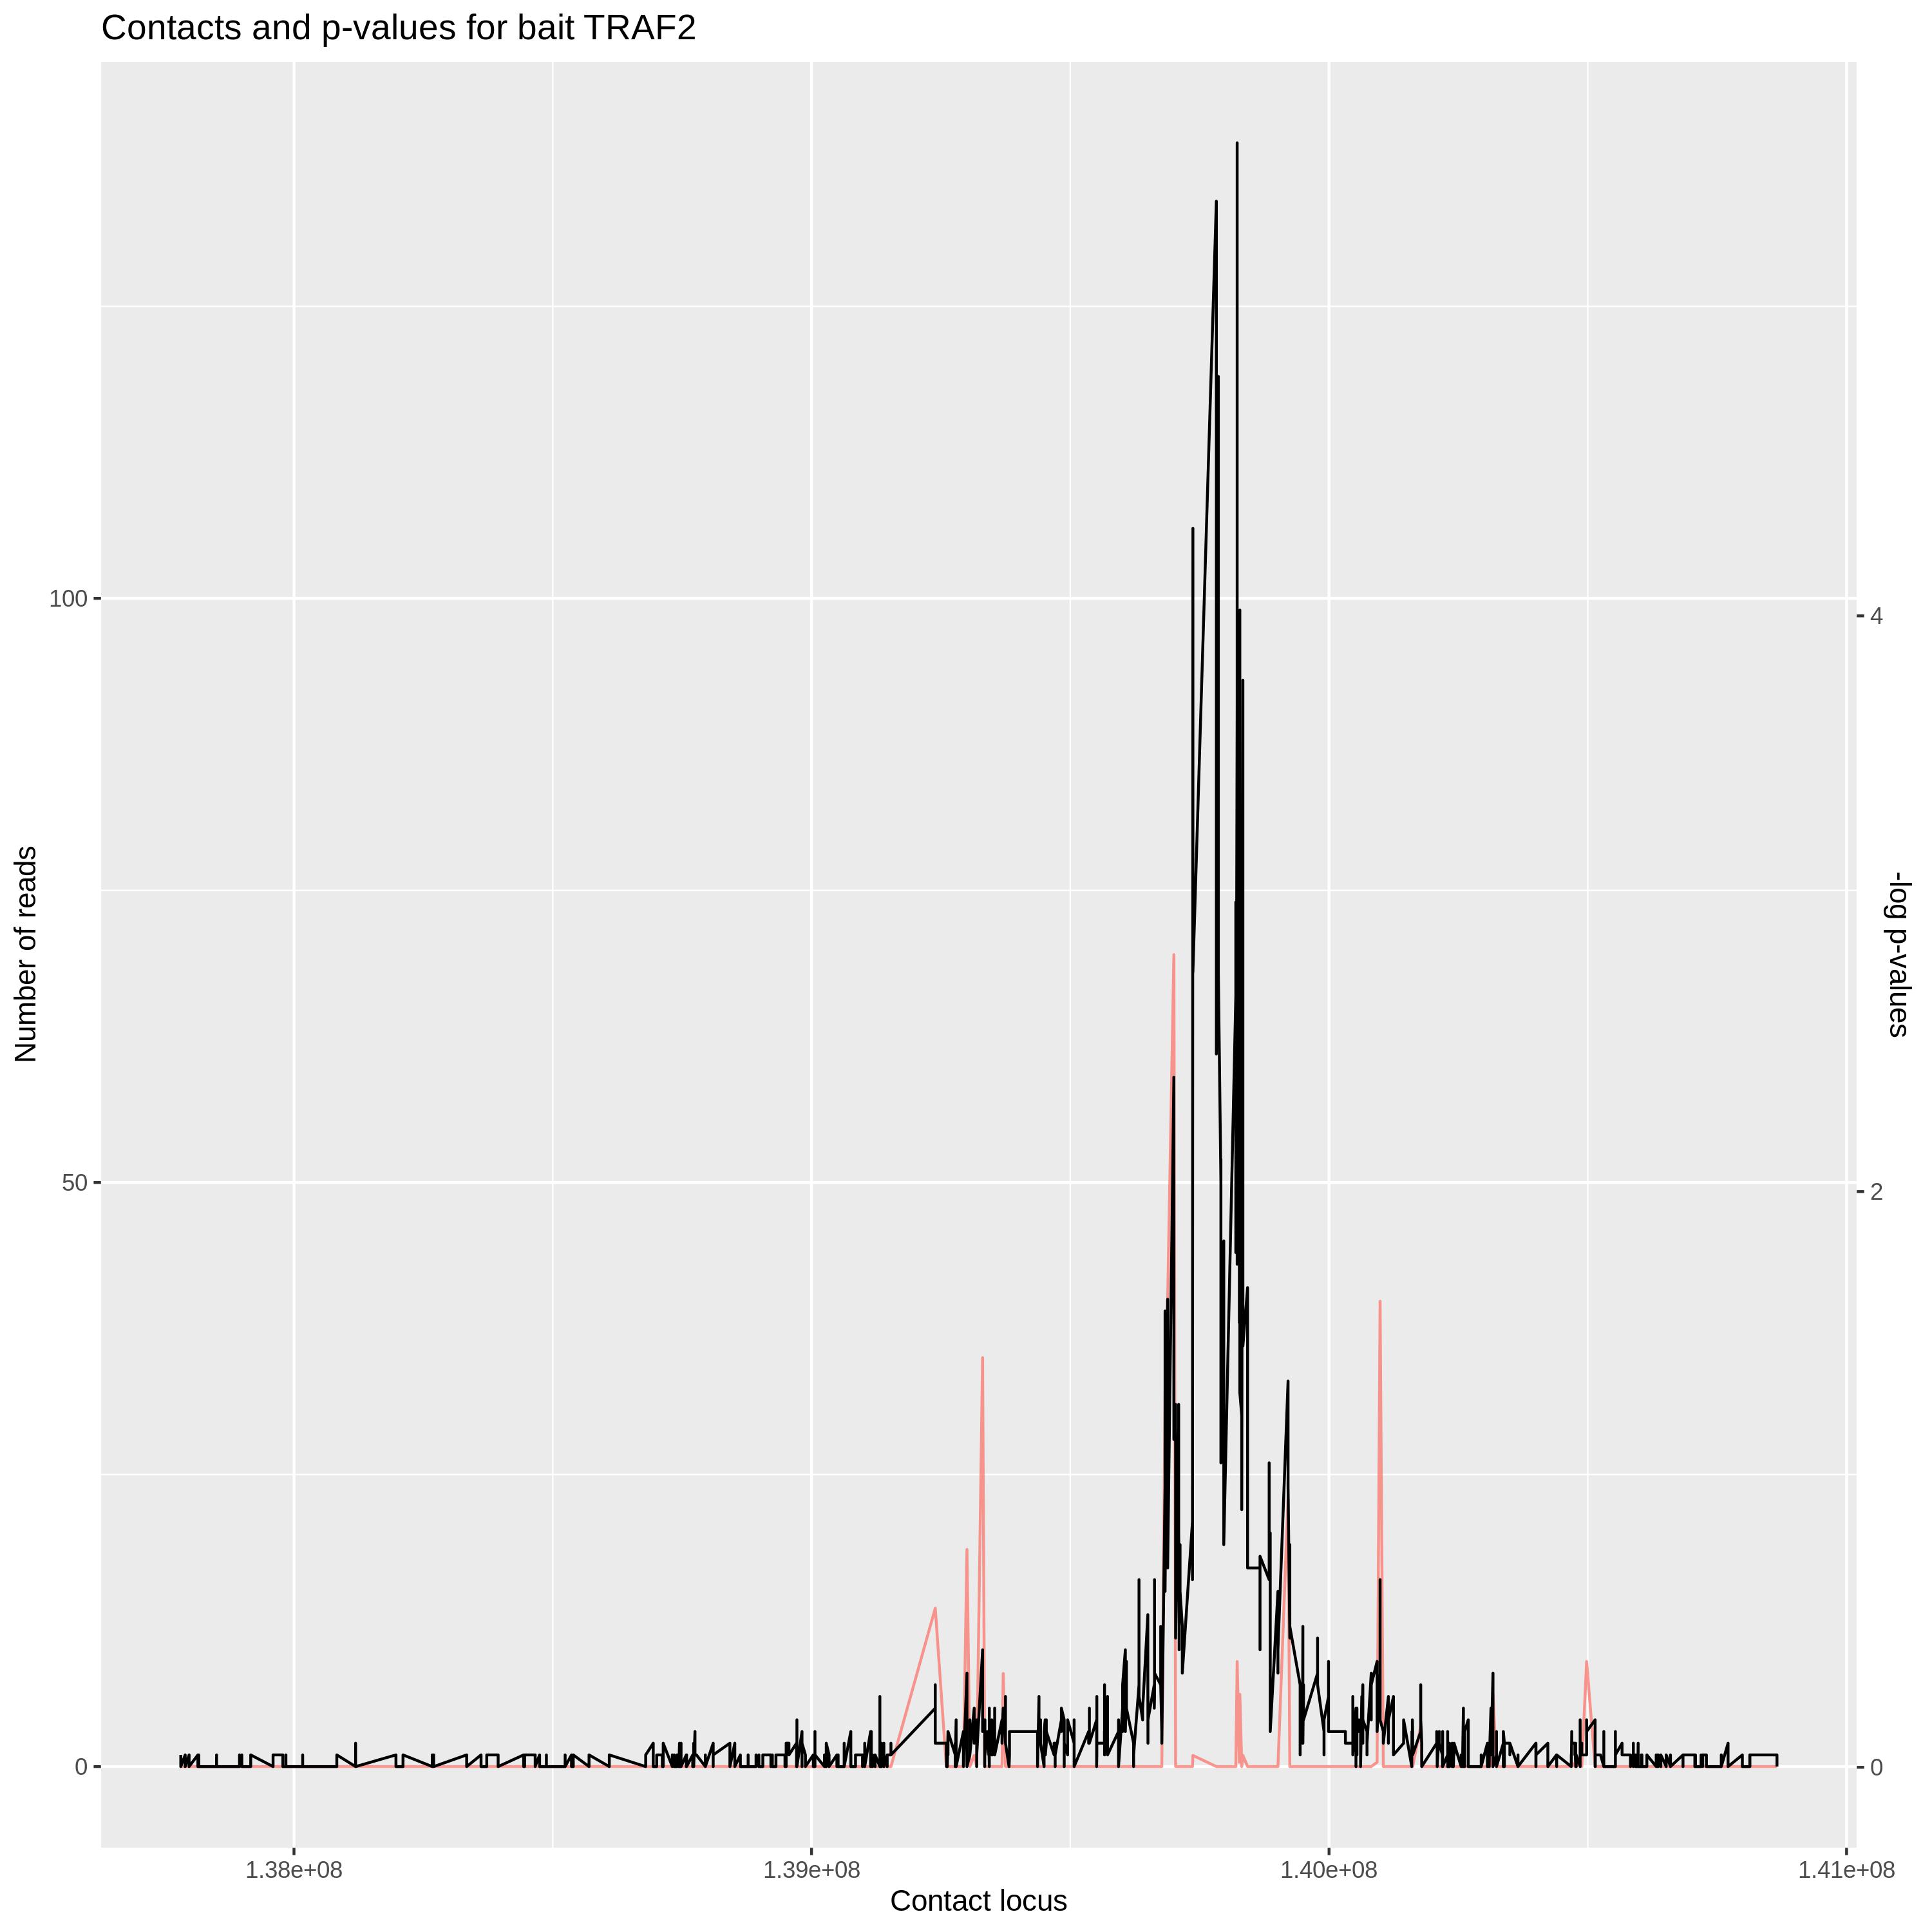 Contacts and p-values for bait TRAF2
100
50
0
Number of reads
4
2
0
-log p-values
1.38e+08
1.39e+08
1.40e+08
1.41e+08
Contact locus